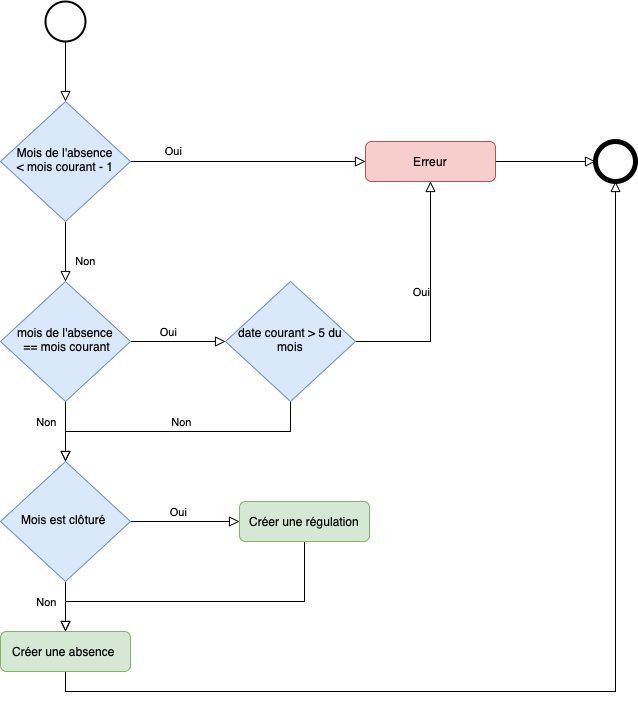 Mois de l'absence
< mois courant - 1
Oui
Erreur
Non
mois de l'absence
== mois courant
Oui
date courant > 5 du
mois
Oui
Non
Non
Mois est clôturé
Oui
Créer une régulation
Non
Créer une absence